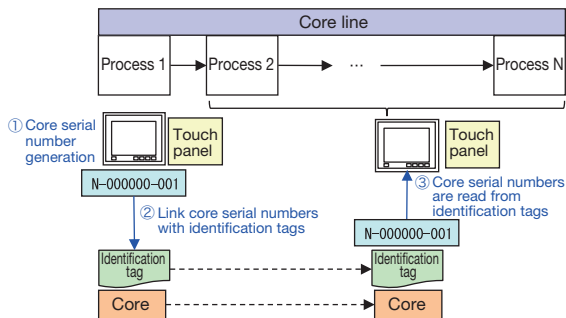 Core line
Process 1
Process 2
...
Process N
① Core serial
number
generation
Touch
panel
N-000000-001
② Link core serial numbers
with identification tags
Identification
tag
Core
Touch
panel
③ Core serial numbers
are read from
identification tags
N-000000-001
Identification
tag
Core